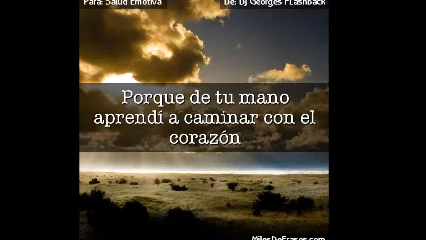 Para: Salud Emotiva
De: Dj Georges Flashback
Porque de tu mano
aprendí a caminar con el
corazón
MilesDeFrases.com